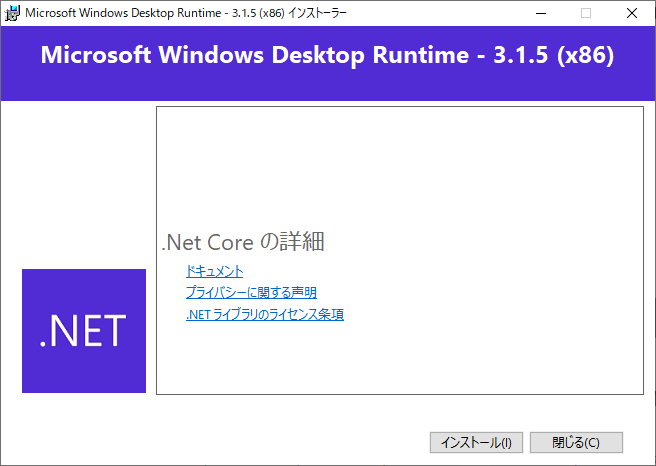 Microsoft Windows Desktop Runtime - 3.1.5 (x86) インストーラー
Microsoft Windows Desktop Runtime - 3.1.5 (x86)
.Net Core の詳細
ドキュメント
プライバシーに関する声明
.NET ライブラリのライセンス条項
.NET
インストール(I)
閉じる(C)